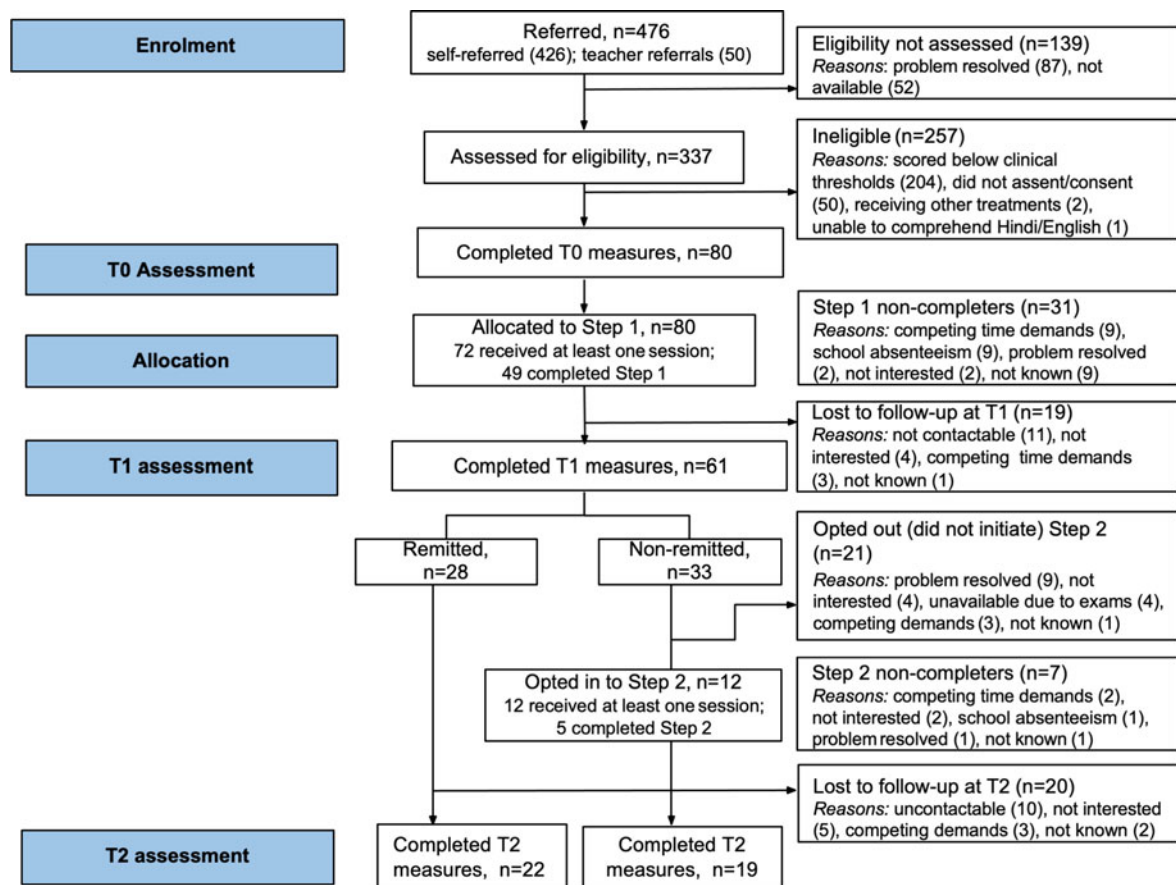 Enrolment
Referred, n=476
self-referred (426); teacher referrals (50)
Eligibility not assessed (n=139)
Reasons: problem resolved (87), not
available (52)
Assessed for eligibility, n=337
Ineligible (n=257)
Reasons: scored below clinical
thresholds (204), did not assent/consent
(50), receiving other treatments (2),
unable to comprehend Hindi/English (1)
T0 Assessment
Completed T0 measures, n=80
Allocation
Allocated to Step 1, n=80
72 received at least one session;
49 completed Step 1
Step 1 non-completers (n=31)
Reasons: competing time demands (9),
school absenteeism (9), problem resolved
(2), not interested (2), not known (9)
Lost to follow-up at T1 (n=19)
Reasons: not contactable (11), not
interested (4), competing time demands
(3), not known (1)
T1 assessment
Completed T1 measures, n=61
Remitted,
n=28
Non-remitted,
n=33
Opted out (did not initiate) Step 2
(n=21)
Reasons: problem resolved (9), not
interested (4), unavailable due to exams (4),
competing demands (3), not known (1)
Opted in to Step 2, n=12
12 received at least one session;
5 completed Step 2
Step 2 non-completers (n=7)
Reasons: competing time demands (2),
not interested (2), school absenteeism (1),
problem resolved (1), not known (1)
Lost to follow-up at T2 (n=20)
Reasons: uncontactable (10), not interested
(5), competing demands (3), not known (2)
T2 assessment
Completed T2
measures, n=22
Completed T2
measures, n=19